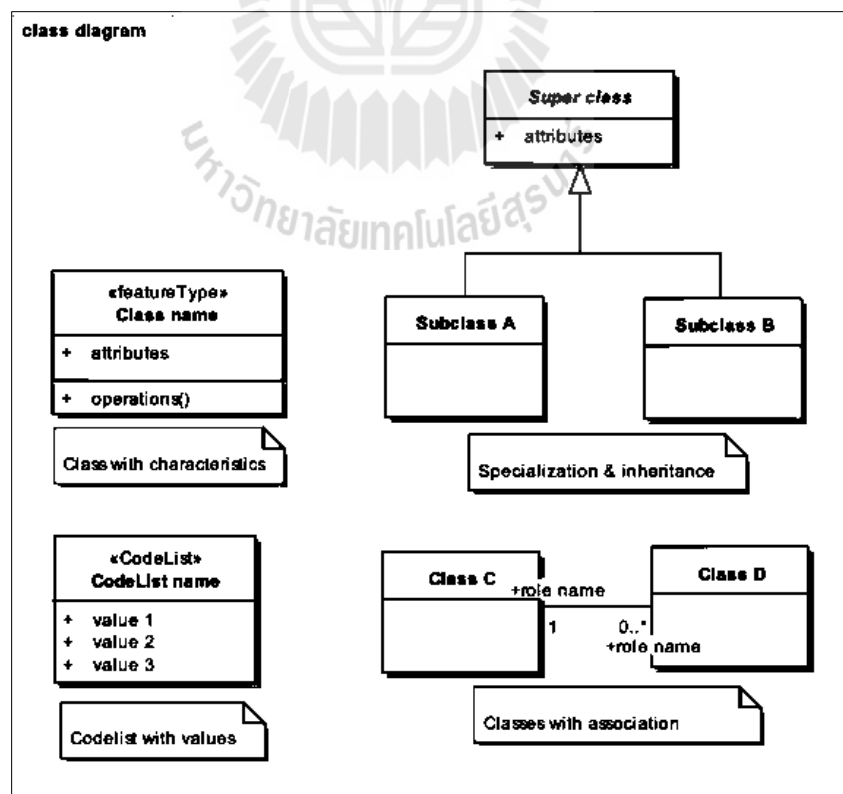 class diagram
Super class
+ attributes
มหาวิทยาลัยเทคโนโลยีสุรนารี
«featureType»
Class name
+ attributes
+ operations()
Class with characteristics
Subclass A
Subclass B
Specialization & inheritance
«CodeList»
CodeList name
+ value 1
+ value 2
+ value 3
Codelist with values
Class C
+role name
1
Class D
0..*
+role name
Classes with association